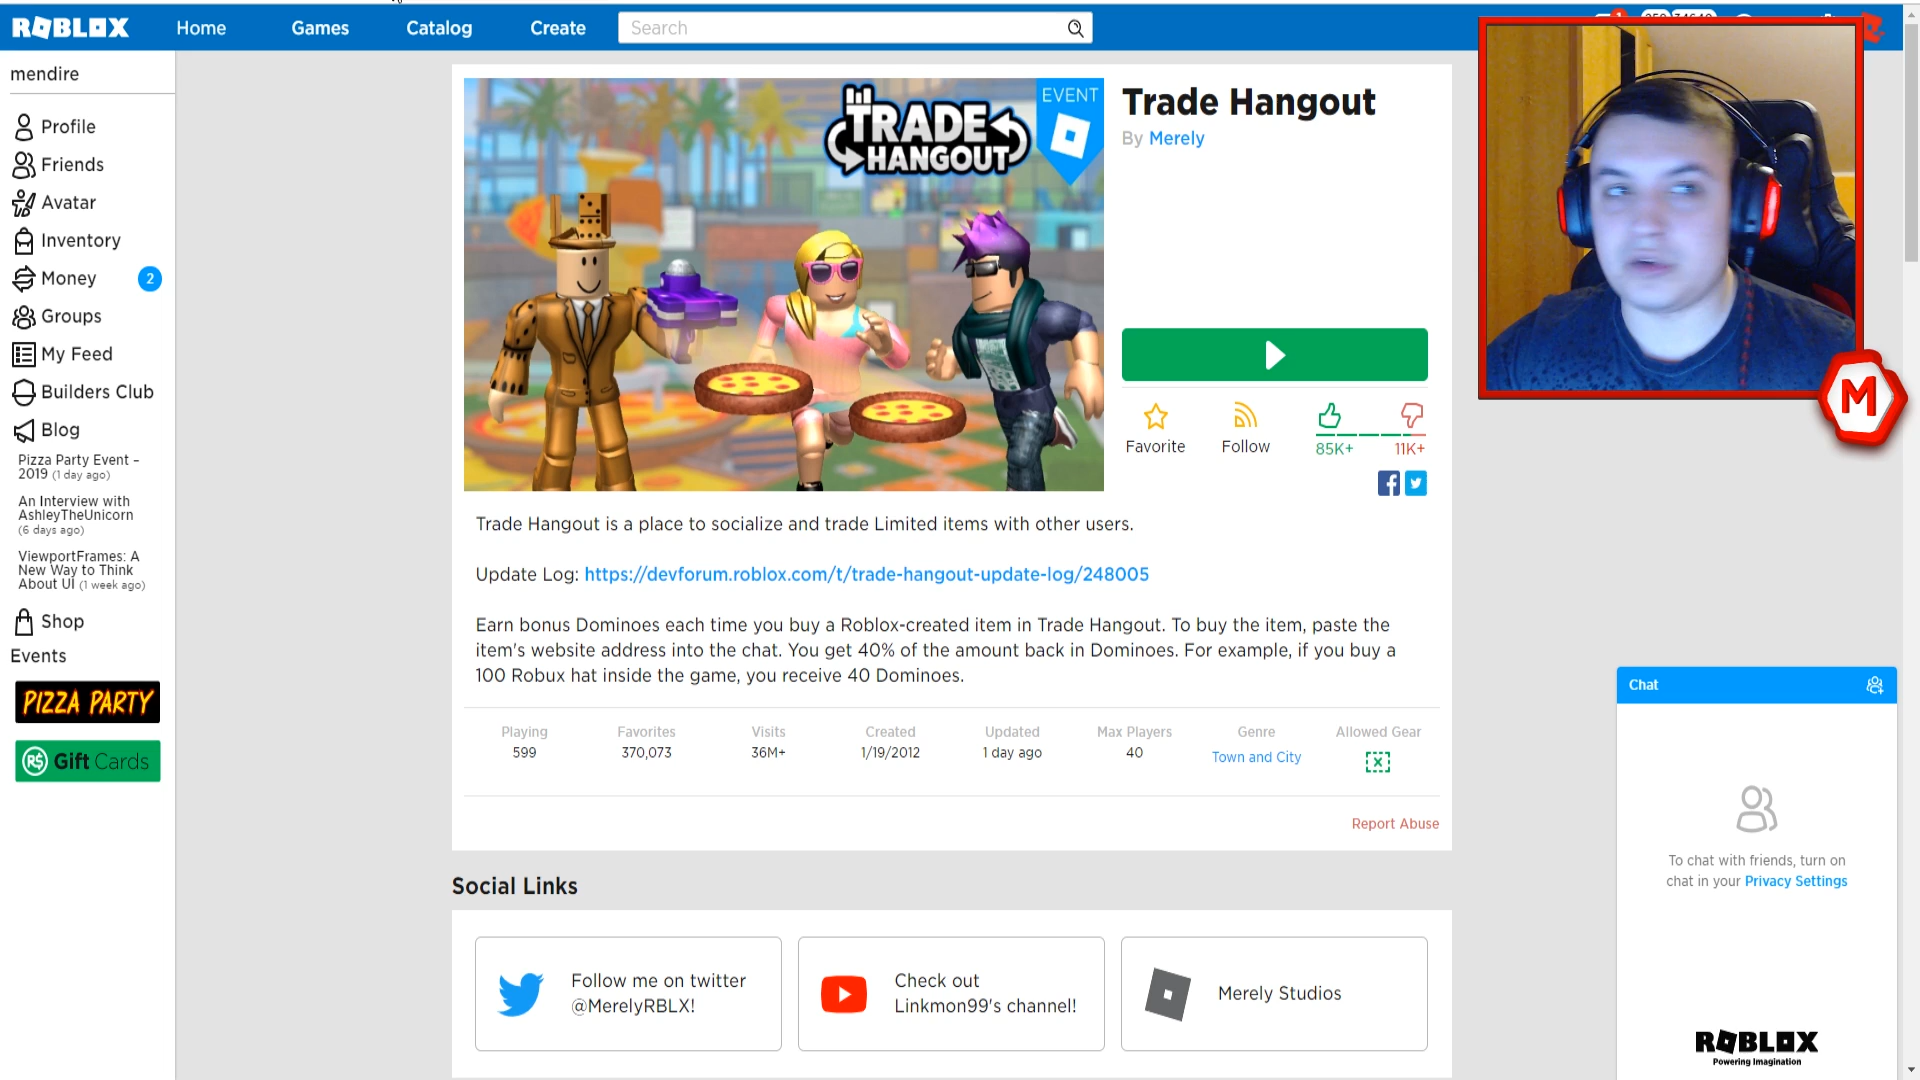 ROBLOX
Home
Games
Catalog
Create
Search
1
mendire
Profile
Friends
Avatar
Inventory
Money
2
Groups
My Feed
Builders Club
Blog
Pizza Party Event –
2019 (1 day ago)
An Interview with
AshleyTheUnicorn
(6 days ago)
ViewportFrames: A
New Way to Think
About UI (1 week ago)
Shop
Events
PIZZA PARTY
R$ Gift Cards
TRADE
HANGOUT
EVENT
Trade Hangout
By Merely
Favorite
Follow
85K+
11K+
M
Trade Hangout is a place to socialize and trade Limited items with other users.
Update Log: https://devforum.roblox.com/t/trade-hangout-update-log/248005
Earn bonus Dominoes each time you buy a Roblox-created item in Trade Hangout. To buy the item, paste the
item's website address into the chat. You get 40% of the amount back in Dominoes. For example, if you buy a
100 Robux hat inside the game, you receive 40 Dominoes.
Playing
599
Favorites
370,073
Visits
36M+
Created
1/19/2012
Updated
1 day ago
Max Players
40
Genre
Town and City
Allowed Gear
Report Abuse
Social Links
Follow me on twitter
@MerelyRBLX!
Check out
Linkmon99's channel!
Merely Studios
Chat
To chat with friends, turn on
chat in your Privacy Settings
ROBLOX
Powering Imagination